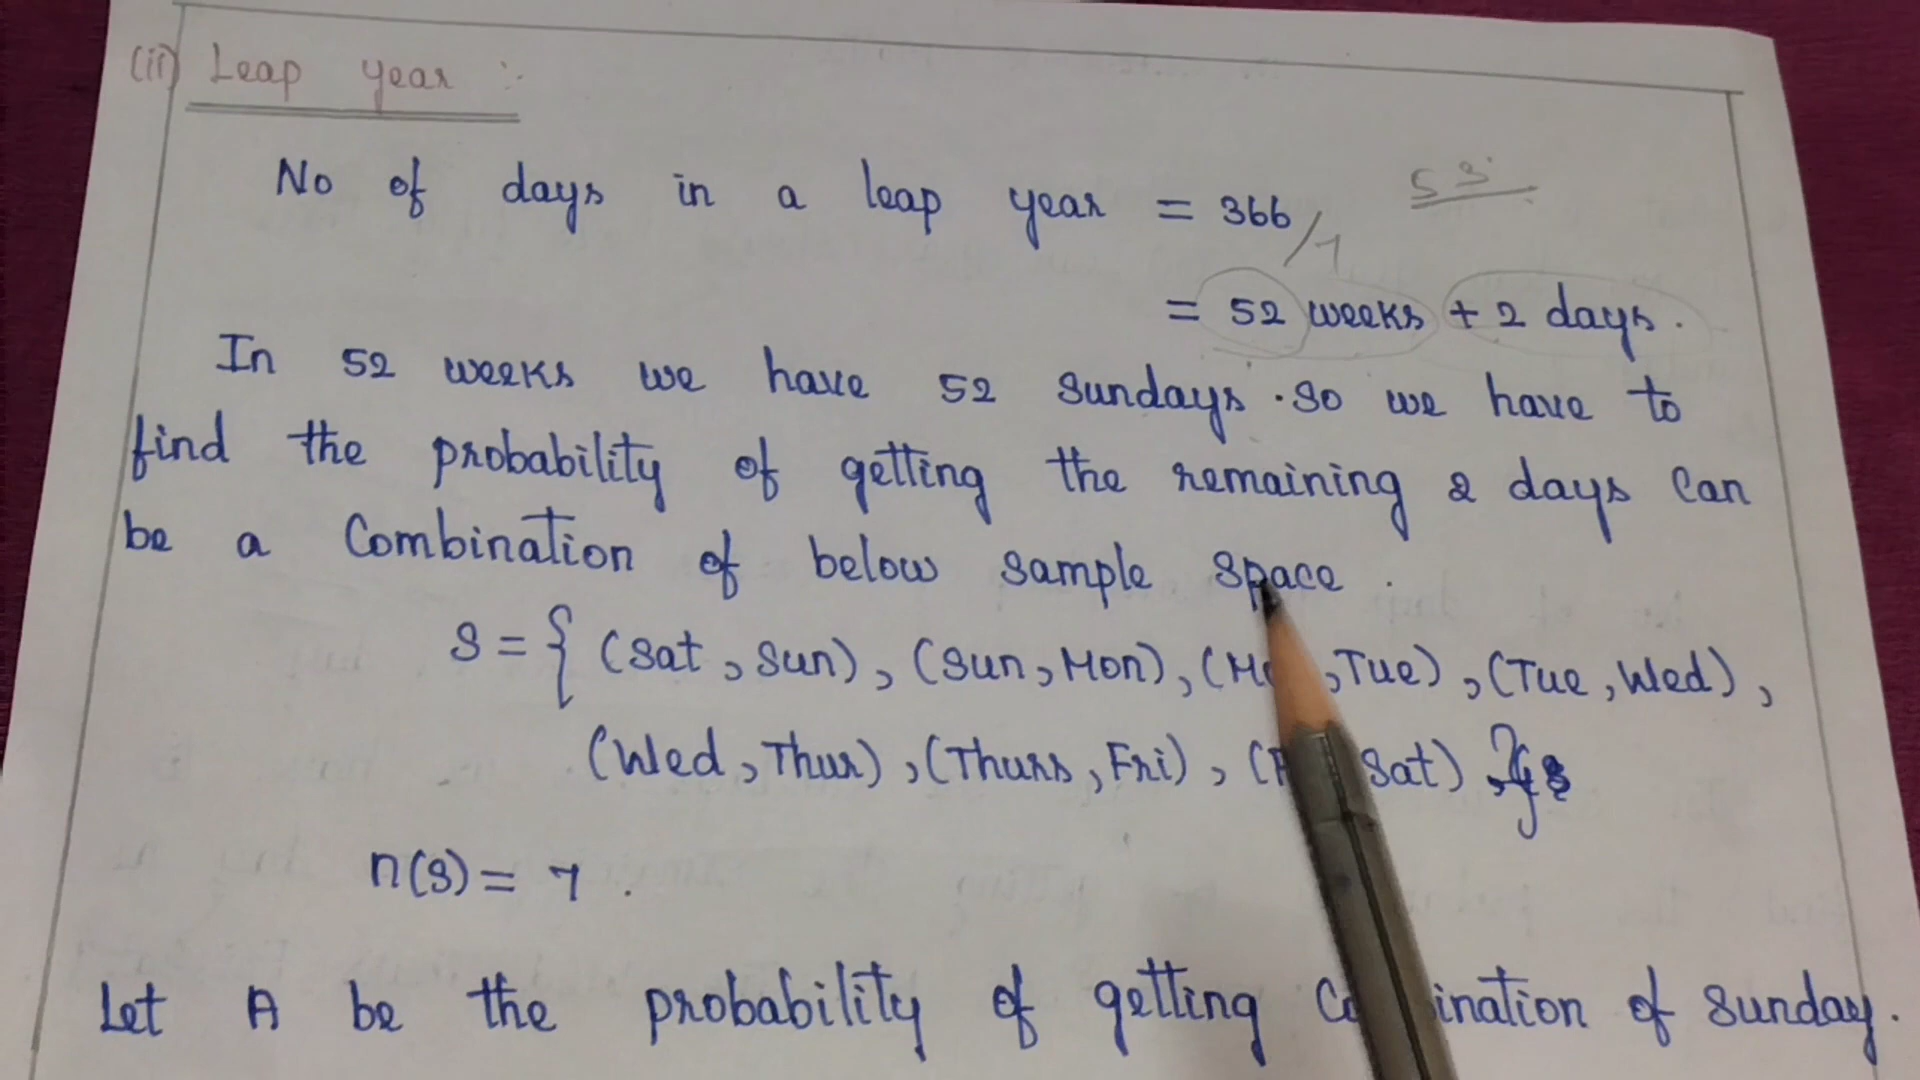 (ii) Leap year :-
53
No of days in a leap year = 366/7
= 52 weeks + 2 days.
In 52 weeks we have 52 Sundays. So we have to
find the probability of getting the remaining 2 days can
be a Combination of below sample space.
S = { (Sat, Sun), (Sun, Mon), (Mo , Tue), (Tue, Wed),
(Wed, Thur), (Thurs, Fri), (F Sat) }
n(S) = 7.
Let A be the probability of getting Co ination of Sunday.